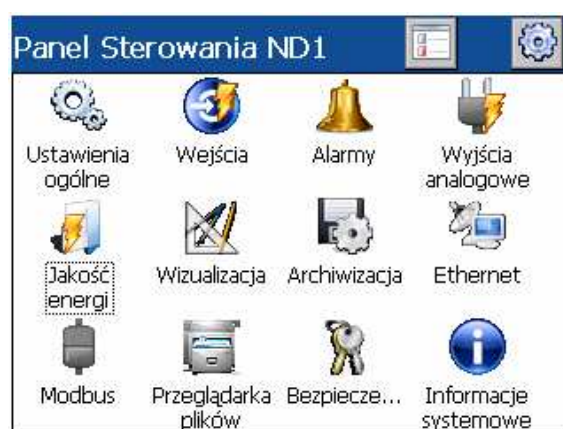 Panel Sterowania ND1
Ustawienia Wejścia Alarmy Wyjścia
ogólne analogowe
Jakość Wizualizacja Archiwizacja Ethernet
energi
Modbus Przeglądarka Bezpiecze... Informacje
plików systemowe